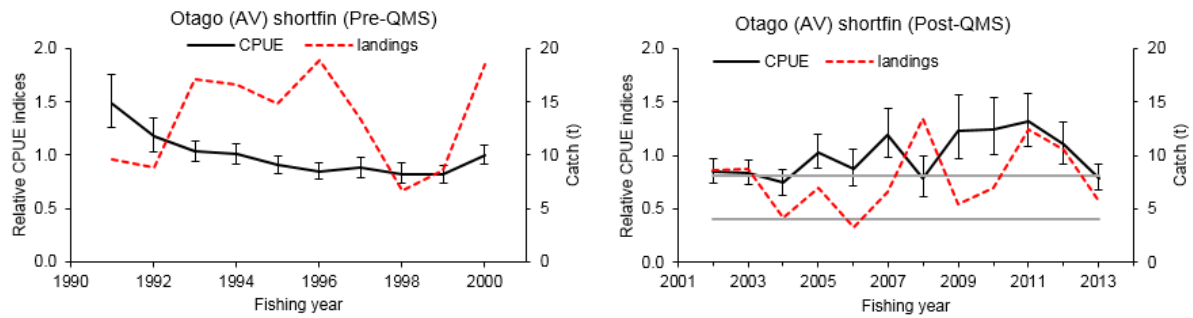 Otago (AV) shortfin (Pre-QMS)
CPUE landings
2.0 20
1.5 15
1.0 10
0.5 5
0.0 0
Relative CPUE indices
Catch (t)
1990 1992 1994 1996 1998 2000
Fishing year
Otago (AV) shortfin (Post-QMS)
2.0 20
CPUE landings
1.5 15
1.0 10
0.5 5
0.0 0
Relative CPUE indices
Catch (t)
2001 2003 2005 2007 2009 2011 2013
Fishing year